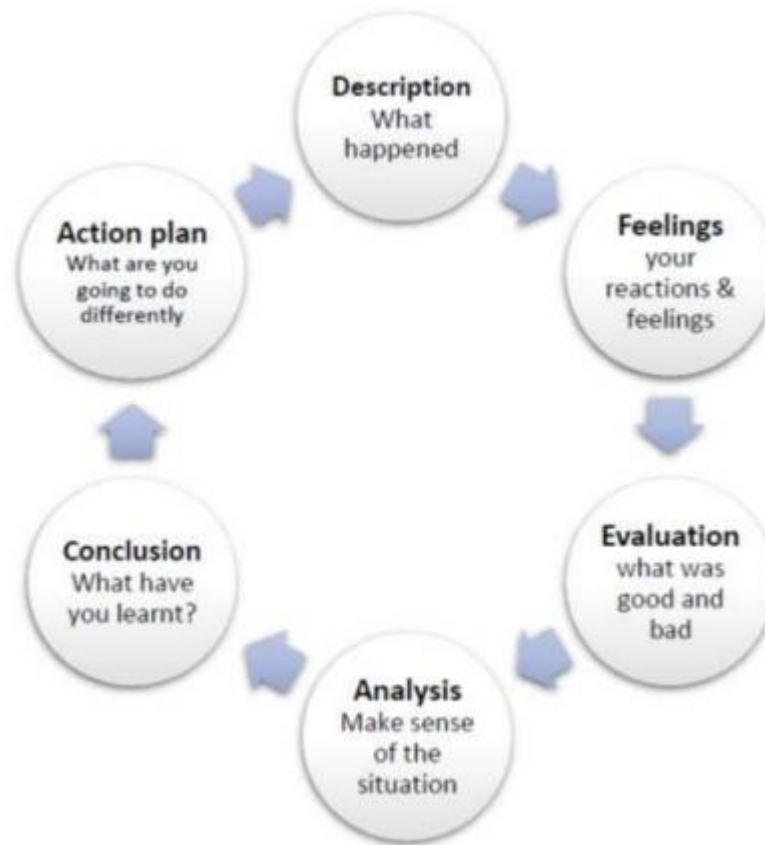 Description
What
happened
Feelings
your
reactions &
feelings
Evaluation
what was
good and
bad
Analysis
Make sense
of the
situation
Conclusion
What have
you learnt?
Action plan
What are you
going to do
differently